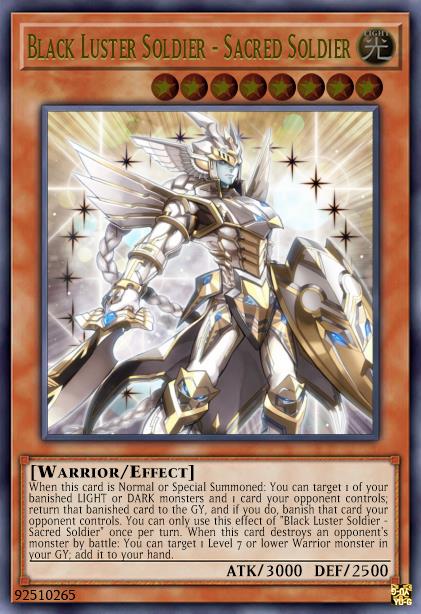 Black Luster Soldier - Sacred Soldier
LIGHT
光
[Warrior/Effect]
When this card is Normal or Special Summoned: You can target 1 of your
banished LIGHT or DARK monsters and 1 card your opponent controls;
return that banished card to the GY, and if you do, banish that card your
opponent controls. You can only use this effect of "Black Luster Soldier -
Sacred Soldier" once per turn. When this card destroys an opponent's
monster by battle: You can target 1 Level 7 or lower Warrior monster in
your GY; add it to your hand.
ATK/3000 DEF/2500
92510265